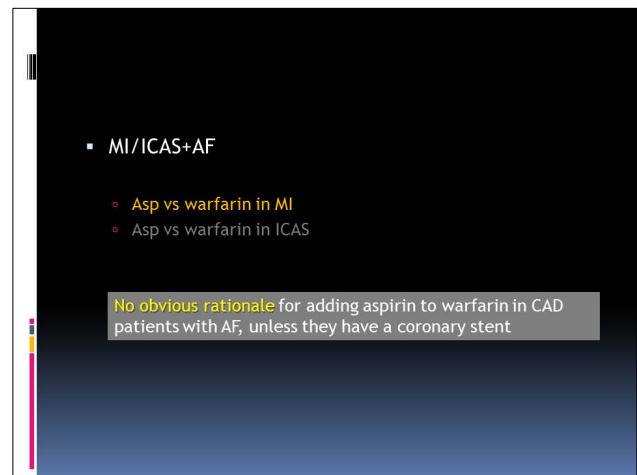 MI/ICAS+AF
Asp vs warfarin in MI
Asp vs warfarin in ICAS
No obvious rationale for adding aspirin to warfarin in CAD
patients with AF, unless they have a coronary stent